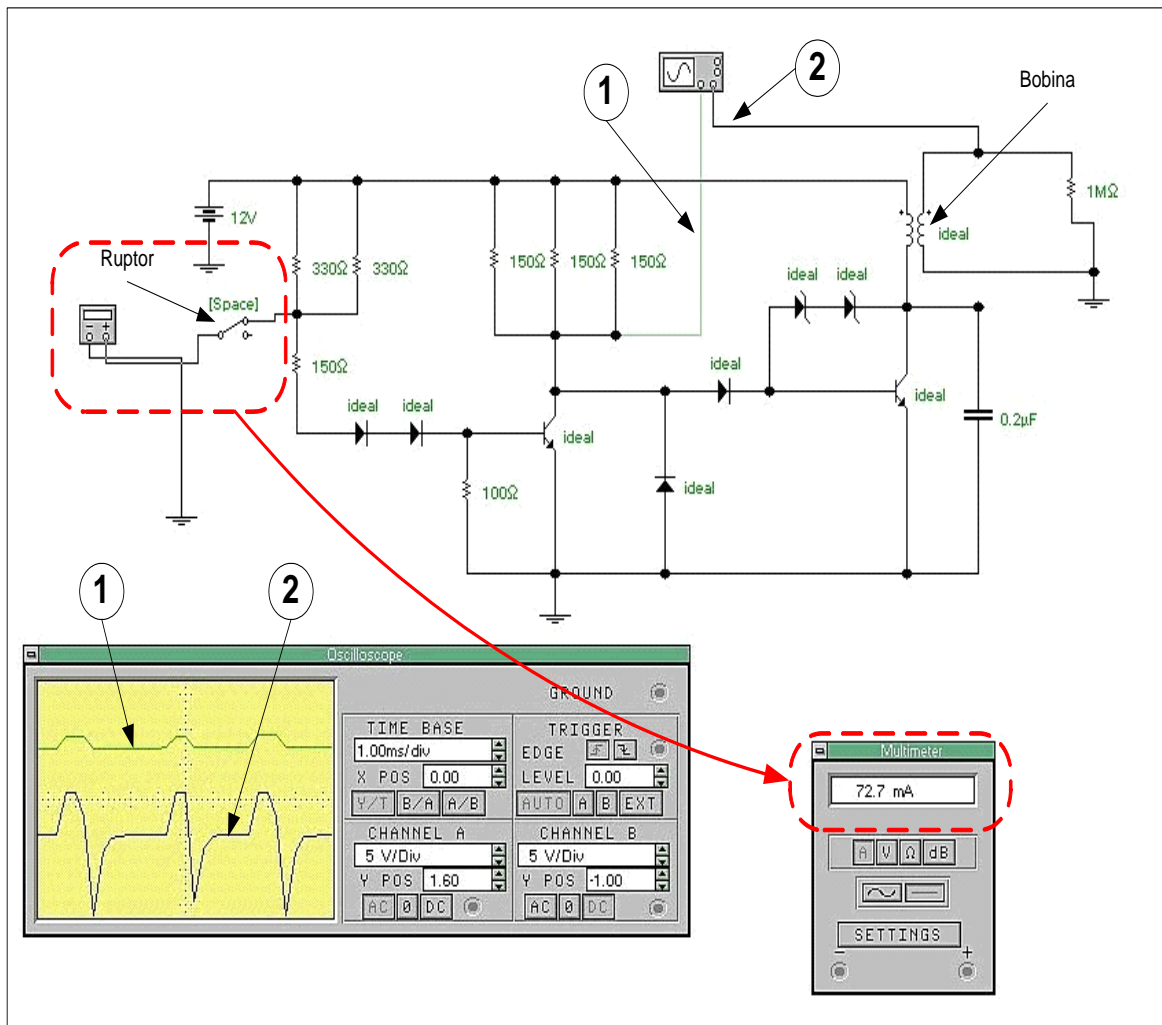 1
2
Bobina
12V
Ruptor
[Space]
330Ω
330Ω
150Ω
150Ω
150Ω
150Ω
ideal
ideal
ideal
100Ω
ideal
ideal
ideal
ideal
ideal
ideal
1MΩ
0.2µF
1
2
Oscilloscope
GROUND
TIME BASE
1.00ms/div
X POS 0.00
Y/T B/A A/B
TRIGGER
EDGE
LEVEL 0.00
AUTO A B EXT
CHANNEL A
5 V/Div
Y POS 1.60
AC 0 DC
CHANNEL B
5 V/Div
Y POS -1.00
AC 0 DC
Multimeter
72.7 mA
A V Ω dB
SETTINGS
− +